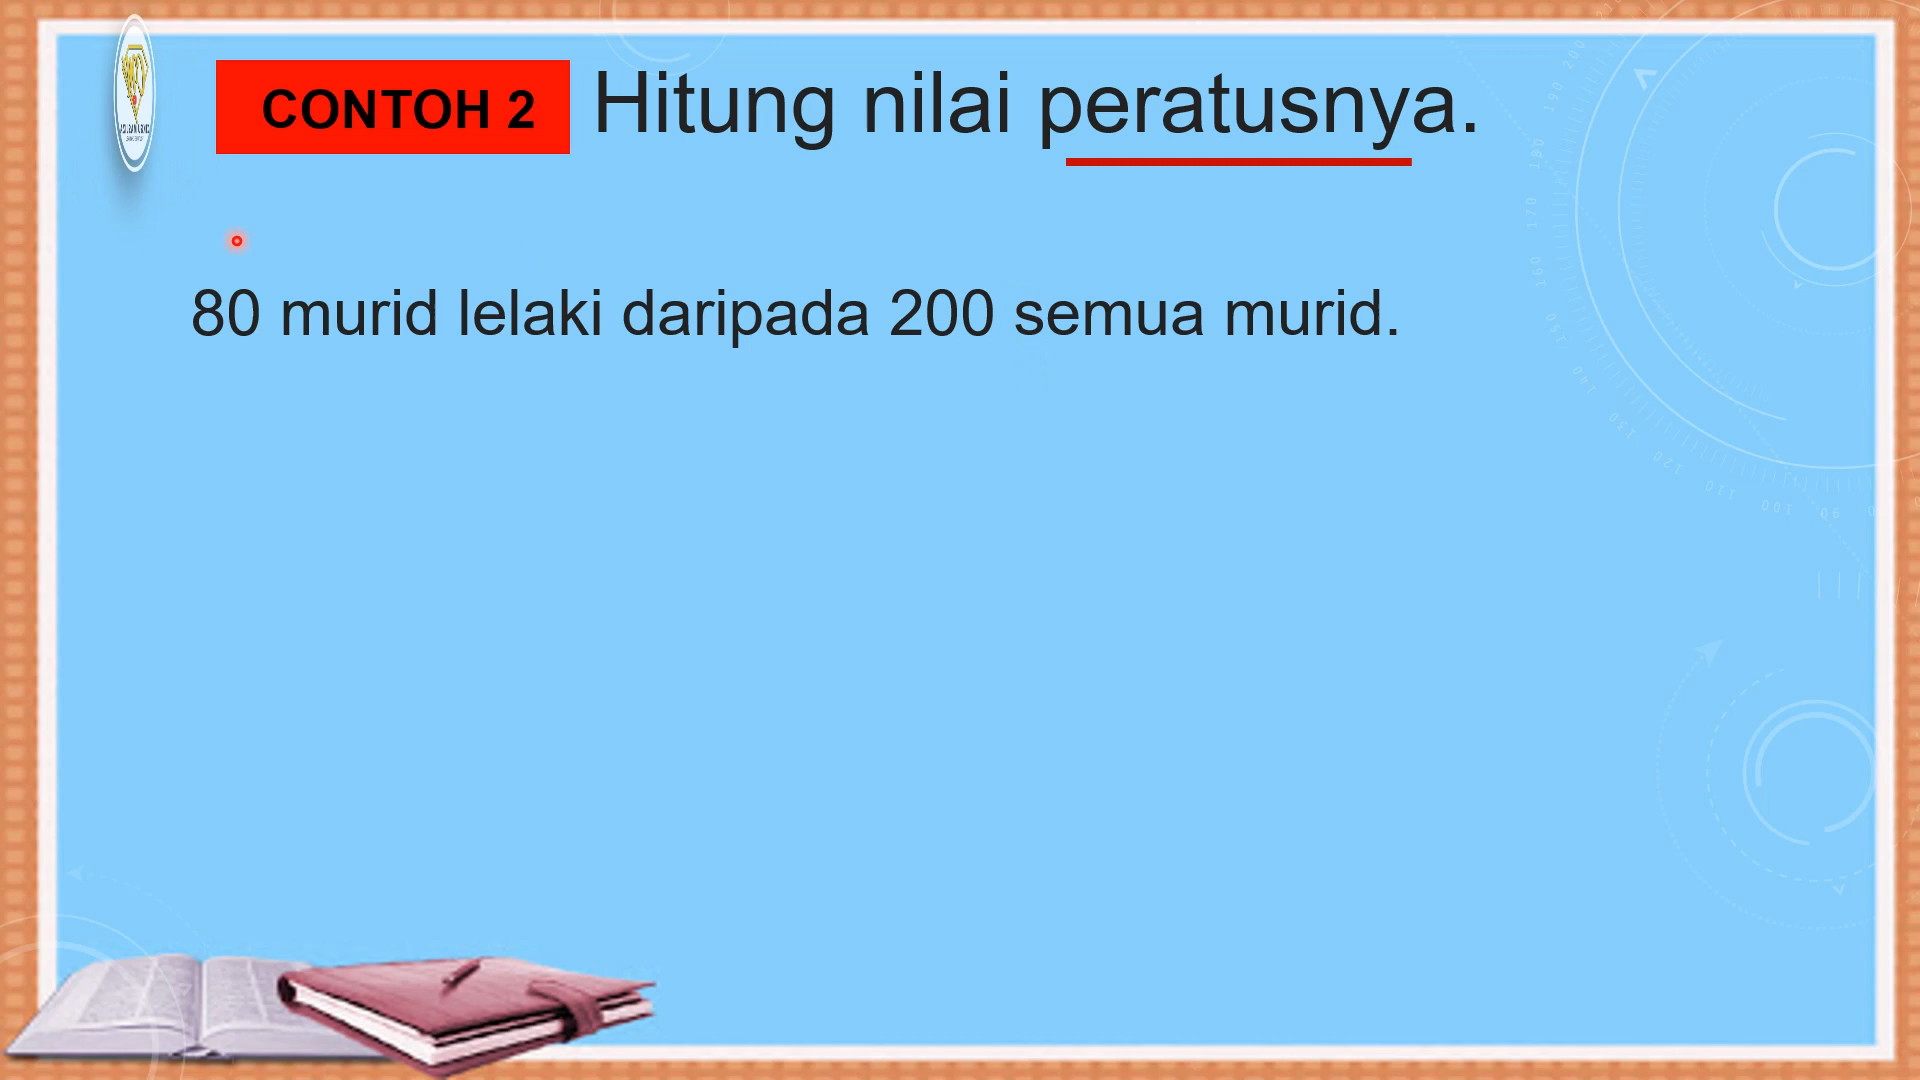 CONTOH 2 Hitung nilai peratusnya.
80 murid lelaki daripada 200 semua murid.